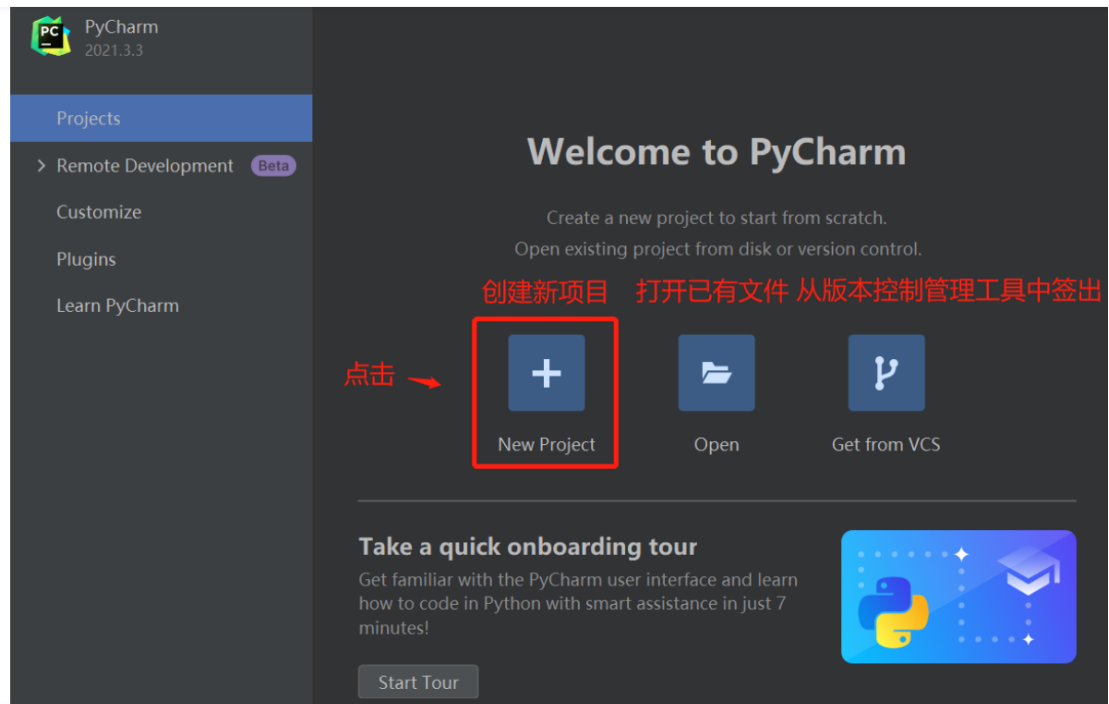 PyCharm
2021.3.3
Projects
Remote Development Beta
Customize
Plugins
Learn PyCharm
Welcome to PyCharm
Create a new project to start from scratch.
Open existing project from disk or version control.
创建新项目 打开已有文件 从版本控制管理工具中签出
点击
New Project Open Get from VCS
Take a quick onboarding tour
Get familiar with the PyCharm user interface and learn
how to code in Python with smart assistance in just 7
minutes!
Start Tour